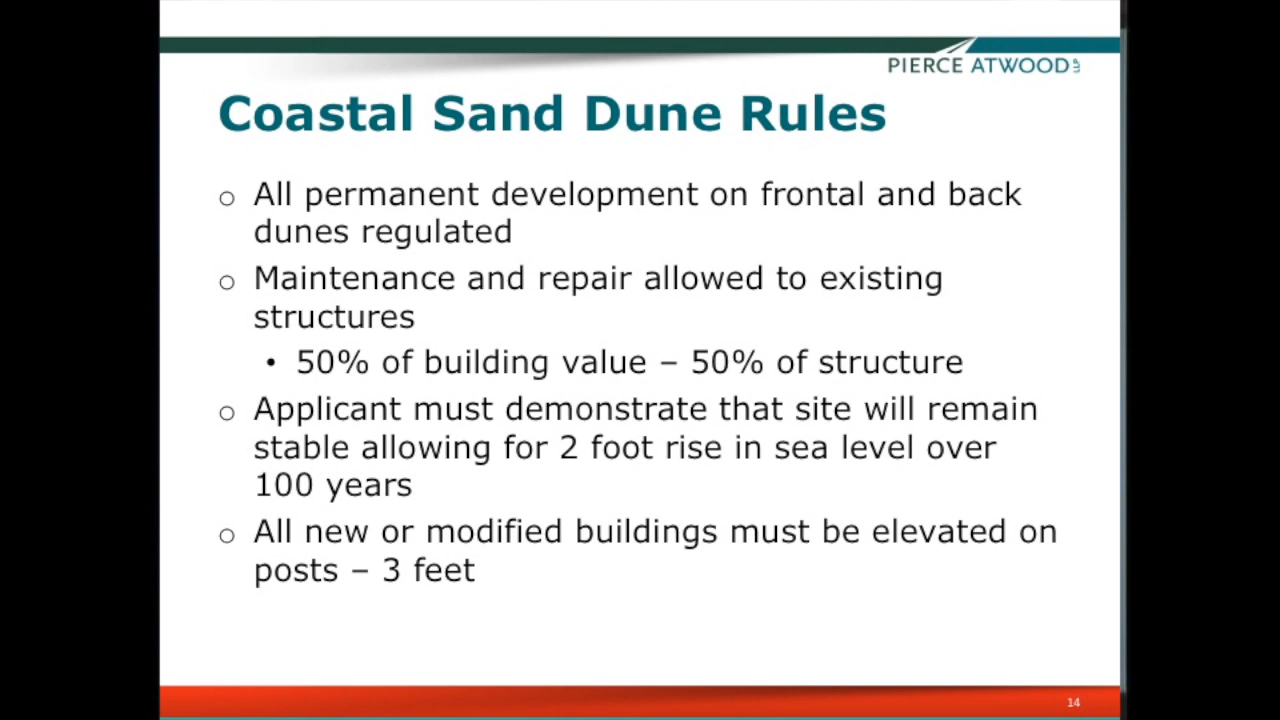 PIERCE ATWOOD LLP
Coastal Sand Dune Rules
o All permanent development on frontal and back
dunes regulated
o Maintenance and repair allowed to existing
structures
• 50% of building value – 50% of structure
o Applicant must demonstrate that site will remain
stable allowing for 2 foot rise in sea level over
100 years
o All new or modified buildings must be elevated on
posts – 3 feet
14